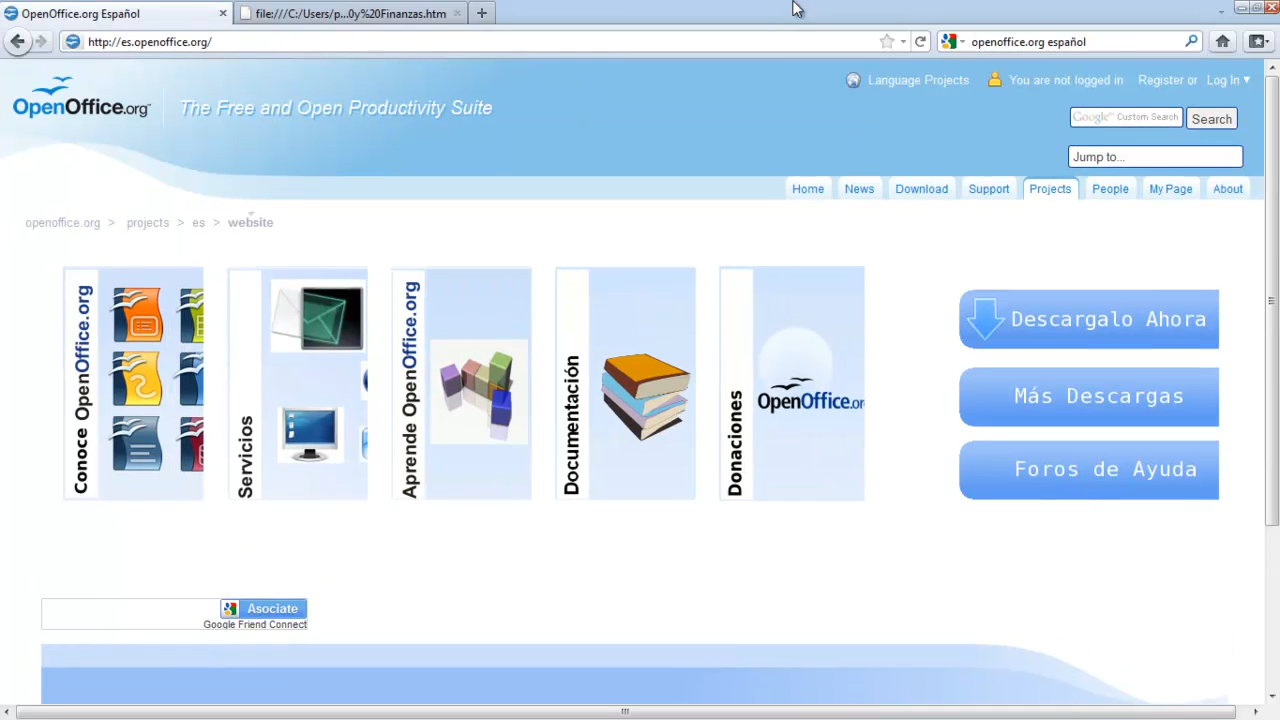 OpenOffice.org Español
file:///C:/Users/p...0y%20Finanzas.htm
http://es.openoffice.org/
openoffice.org español
OpenOffice.org
The Free and Open Productivity Suite
Language Projects
You are not logged in
Register or
Log In
Google™ Custom Search
Search
Jump to...
Home
News
Download
Support
Projects
People
My Page
About
openoffice.org > projects > es > website
Conoce OpenOffice.org
Servicios
Aprende OpenOffice.org
Documentación
Donaciones
OpenOffice.or
Descargalo Ahora
Más Descargas
Foros de Ayuda
Asociate
Google Friend Connect